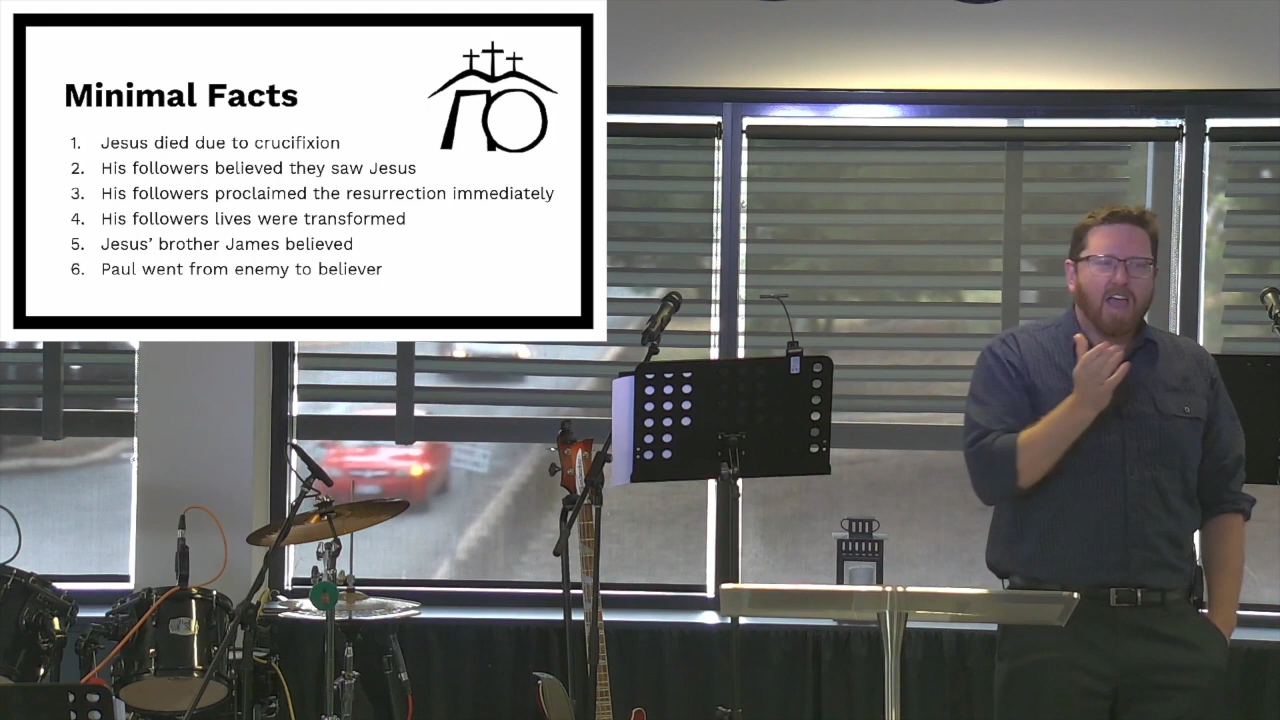 Minimal Facts
1. Jesus died due to crucifixion
2. His followers believed they saw Jesus
3. His followers proclaimed the resurrection immediately
4. His followers lives were transformed
5. Jesus’ brother James believed
6. Paul went from enemy to believer